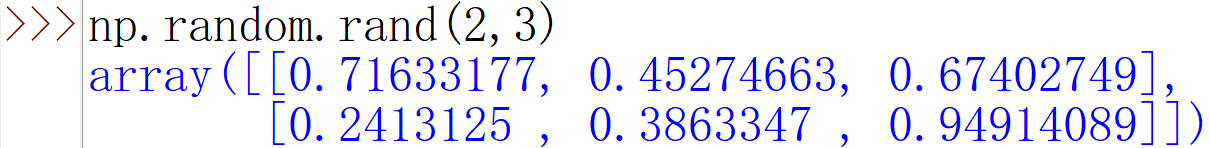 >>> np.random.rand(2,3)
array([[0.71633177, 0.45274663, 0.67402749],
       [0.2413125 , 0.3863347 , 0.94914089]])